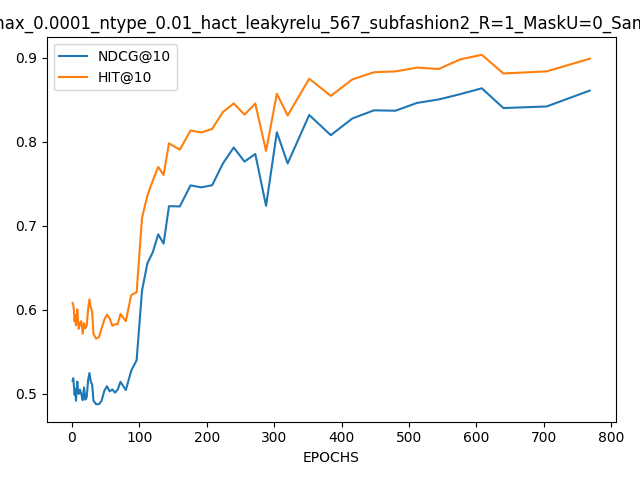 max_0.0001_ntype_0.01_hact_leakyrelu_567_subfashion2_R=1_MaskU=0_Sam
NDCG@10
HIT@10
0.9
0.8
0.7
0.6
0.5
0 100 200 300 400 500 600 700 800
EPOCHS